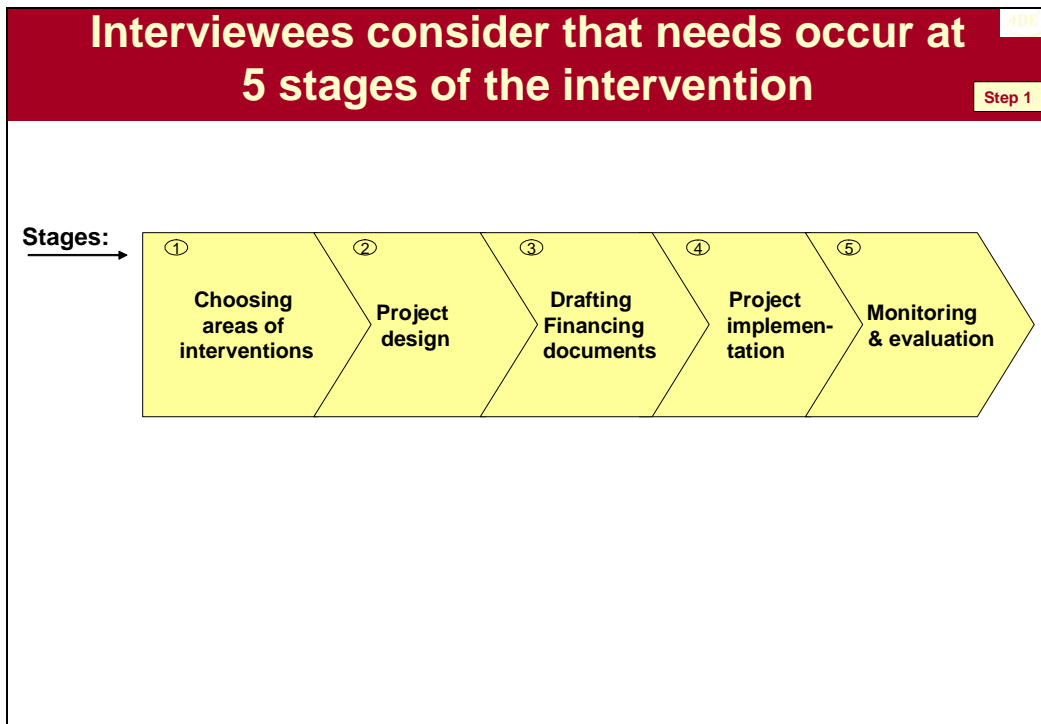 Interviewees consider that needs occur at
5 stages of the intervention
ADE
Step 1
Stages:
1
Choosing
areas of
interventions
2
Project
design
3
Drafting
Financing
documents
4
Project
implemen-
tation
5
Monitoring
& evaluation